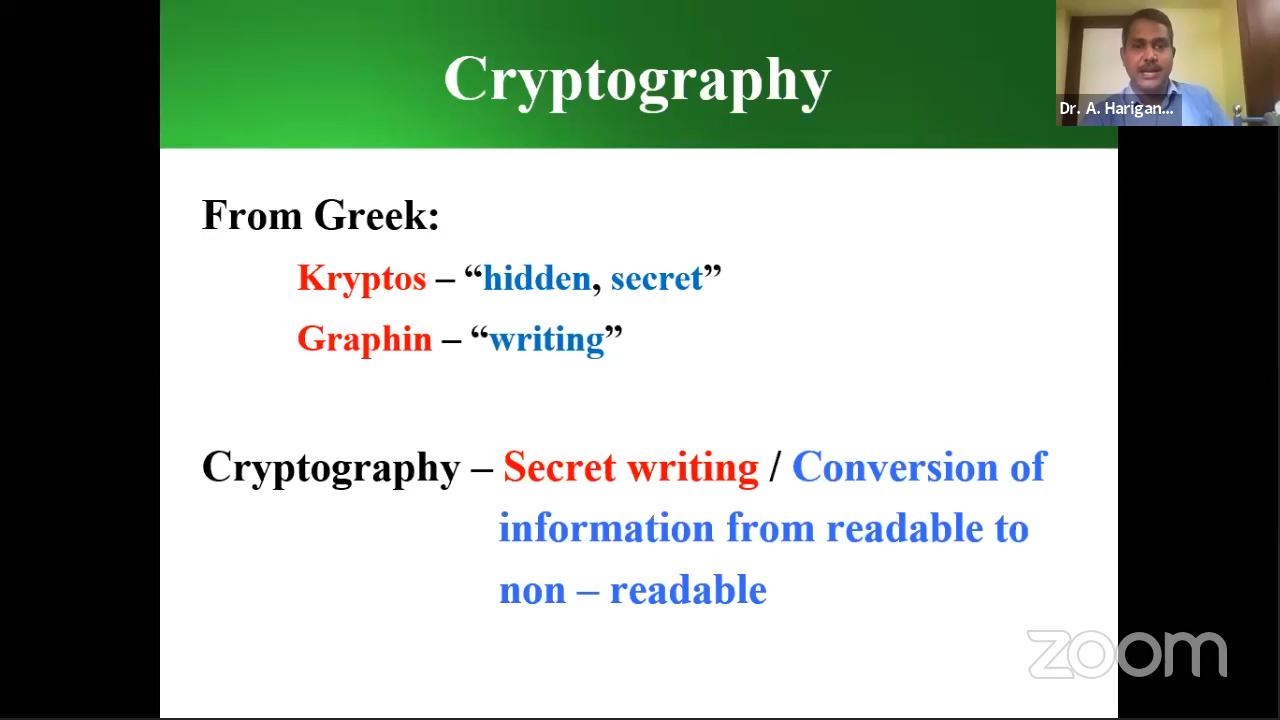 Cryptography
Dr. A. Harigan...
From Greek:
Kryptos – “hidden, secret”
Graphin – “writing”
Cryptography – Secret writing / Conversion of
information from readable to
non – readable
zoom